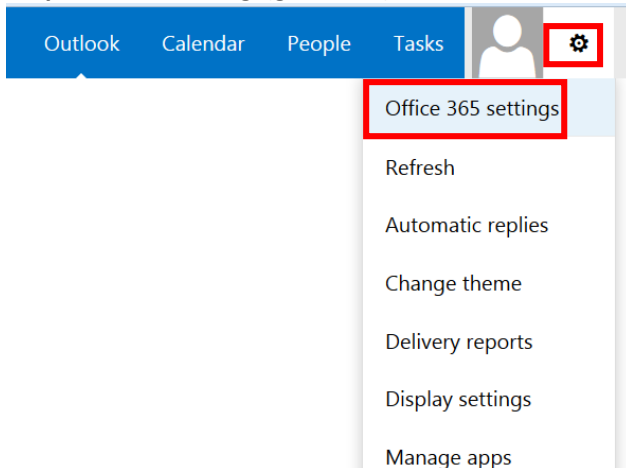 Outlook Calendar People Tasks
Office 365 settings
Refresh
Automatic replies
Change theme
Delivery reports
Display settings
Manage apps